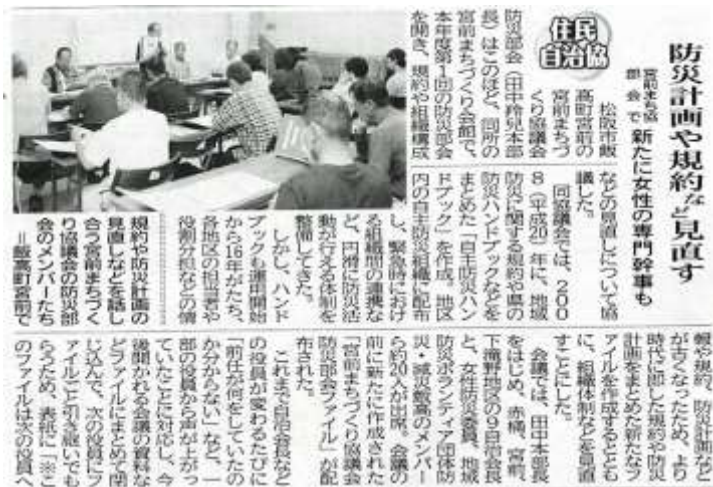 住民
自治協
防災計画や規約など見直す
宮前まち協
部会で
新たに女性の専門幹事も
松阪市飯
高町宮前の
宮前まちづ
くり協議会
防災部会(田中玲児本部
長)はこのほど、同所の
宮前まちづくり会館で、
本年度第1回の防災部会
を開き、規約や組織構成
などの見直しについて協
議した。
同協議会では、200
8(平成20)年に、地域
防災に関する規約や県の
防災ハンドブックなどを
まとめた「自主防災ハン
ドブック」を作成。地区
内の自主防災組織に配布
し、緊急時におけ
る組織間の連携な
ど、円滑に防災活
動が行える体制を
整備してきた。
しかし、ハンド
ブックも運用開始
から16年がたち、
各地区の担当者や
役割分担などの情
規約や防災計画の
見直しなどを話し
合う宮前まちづく
り協議会の防災部
会のメンバーたち
=飯高町宮前で
報や規約、防災計画など
が古くなったため、より
時代に即した規約や防災
計画をまとめた新たなフ
ァイルを作成するととも
に、組織体制などを見直
すことにした。
会議では、田中本部長
をはじめ、赤桶、宮前、
下滝野地区の9自治会長
と、女性防災委員、地域
防災ボランティア団体防
災・減災飯高のメンバー
ら約20人が出席。会議の
前に新たに作成された
「宮前まちづくり協議会
防災部会ファイル」が配
布された。
これまで自治会長など
の役員が変わるたびに
「前任が何をしていたの
か分からない」など、一
部の役員から声が上がっ
ていたことに対応し、今
後開かれる会議の資料な
どファイルにまとめて閉
じ込んで、次の役員にフ
ァイルごと引き継いでも
らうため、表紙に「※こ
のファイルは次の役員へ